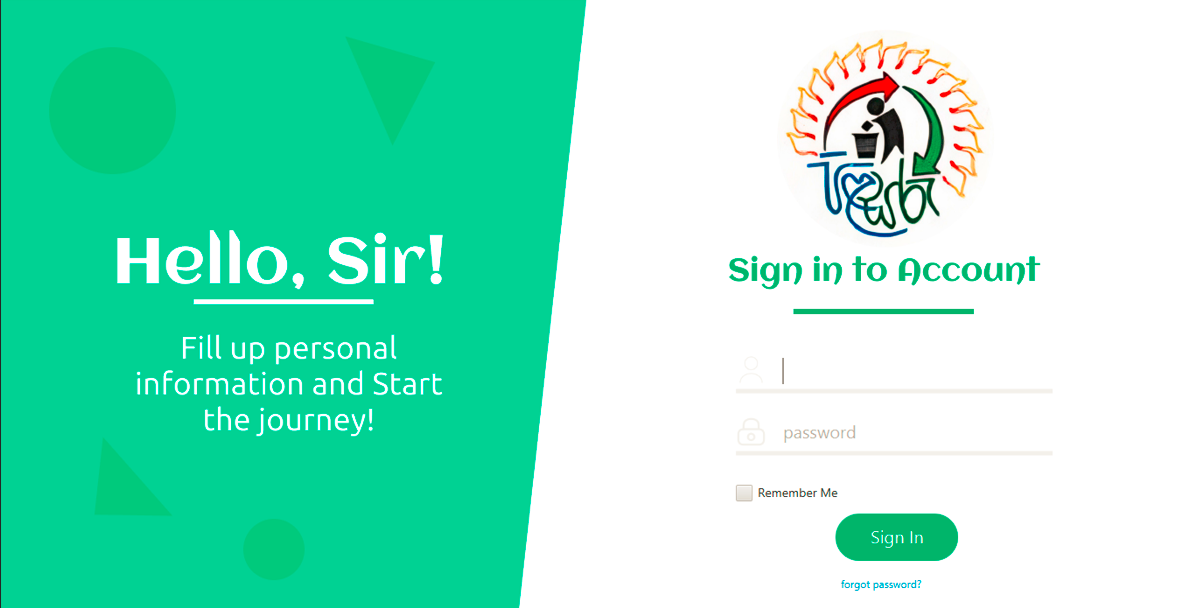 Hello, Sir!
Fill up personal
information and Start
the journey!
Sign in to Account
password
Remember Me
Sign In
forgot password?